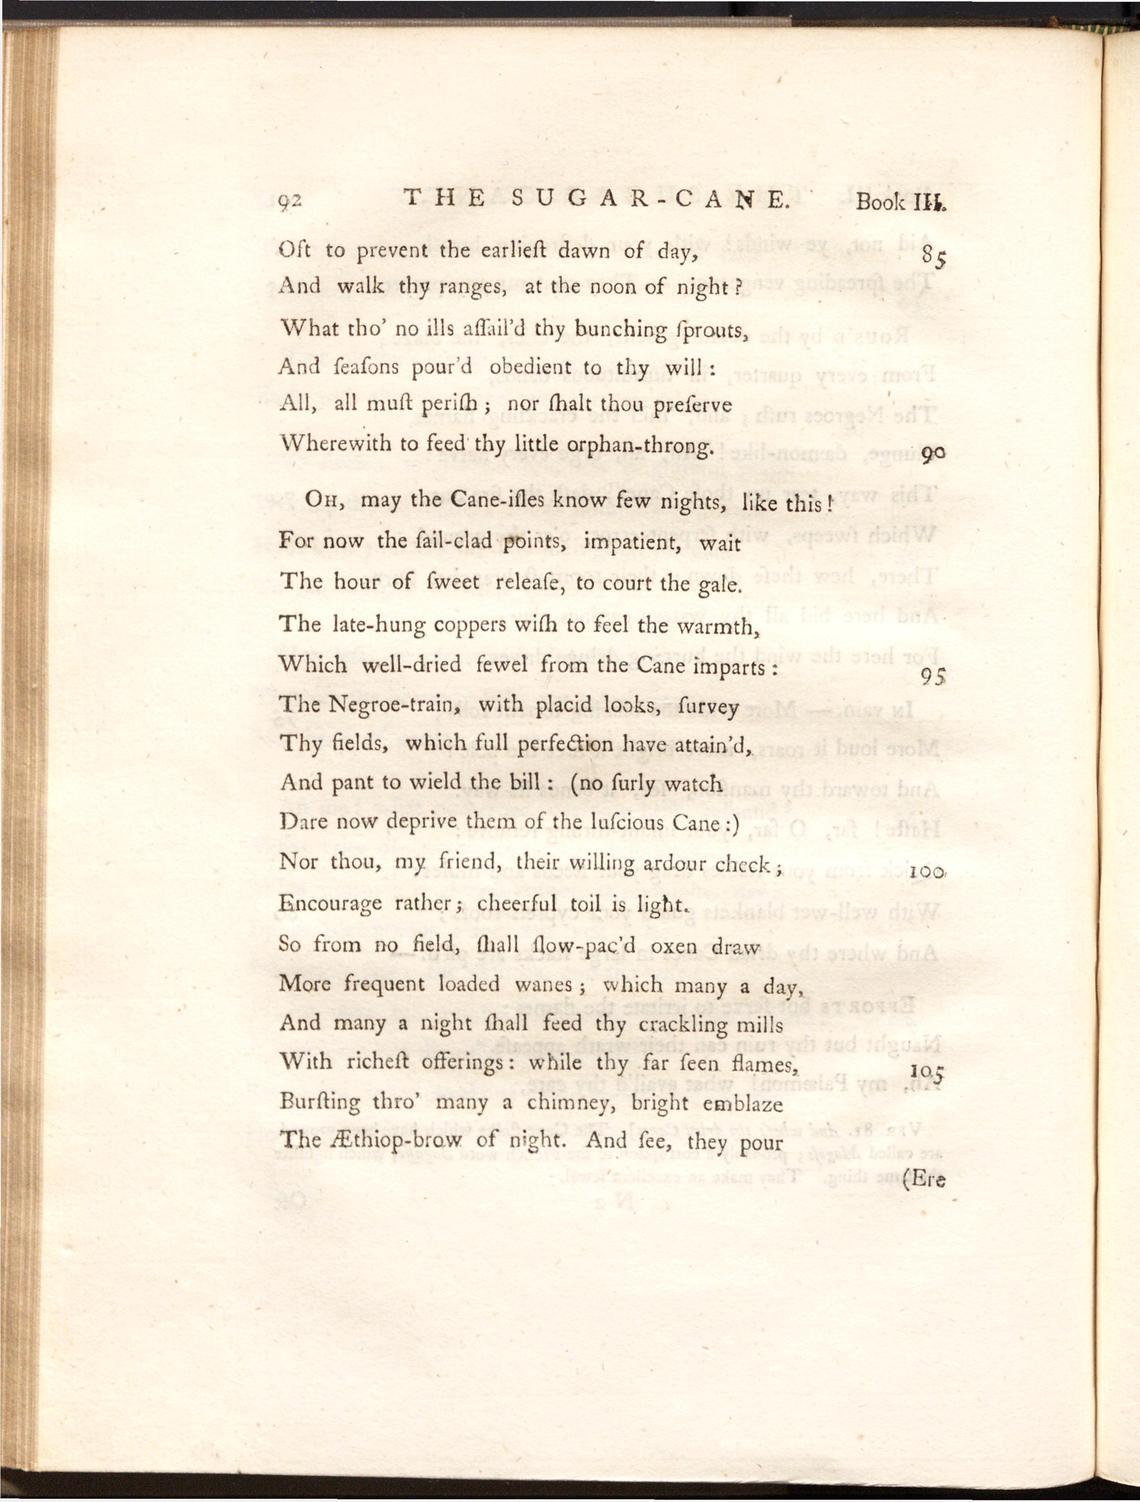 92 THE SUGAR-CANE. Book III.
Oft to prevent the earlieſt dawn of day, 85
And walk thy ranges, at the noon of night?
What tho' no ills aſſail'd thy bunching ſprouts,
And ſeaſons pour'd obedient to thy will:
All, all muſt periſh; nor ſhalt thou preſerve
Wherewith to feed thy little orphan-throng. 90
OH, may the Cane-iſles know few nights, like this!
For now the ſail-clad points, impatient, wait
The hour of ſweet releaſe, to court the gale.
The late-hung coppers wiſh to feel the warmth,
Which well-dried fewel from the Cane imparts: 95
The Negroe-train, with placid looks, ſurvey
Thy fields, which full perfection have attain'd,
And pant to wield the bill: (no ſurly watch
Dare now deprive them of the luſcious Cane:)
Nor thou, my friend, their willing ardour check; 100
Encourage rather; cheerful toil is light.
So from no field, ſhall ſlow-pac'd oxen draw
More frequent loaded wanes; which many a day,
And many a night ſhall feed thy crackling mills
With richeſt offerings: while thy far ſeen flames, 105
Burſting thro' many a chimney, bright emblaze
The Æthiop-brow of night. And ſee, they pour
(Ere